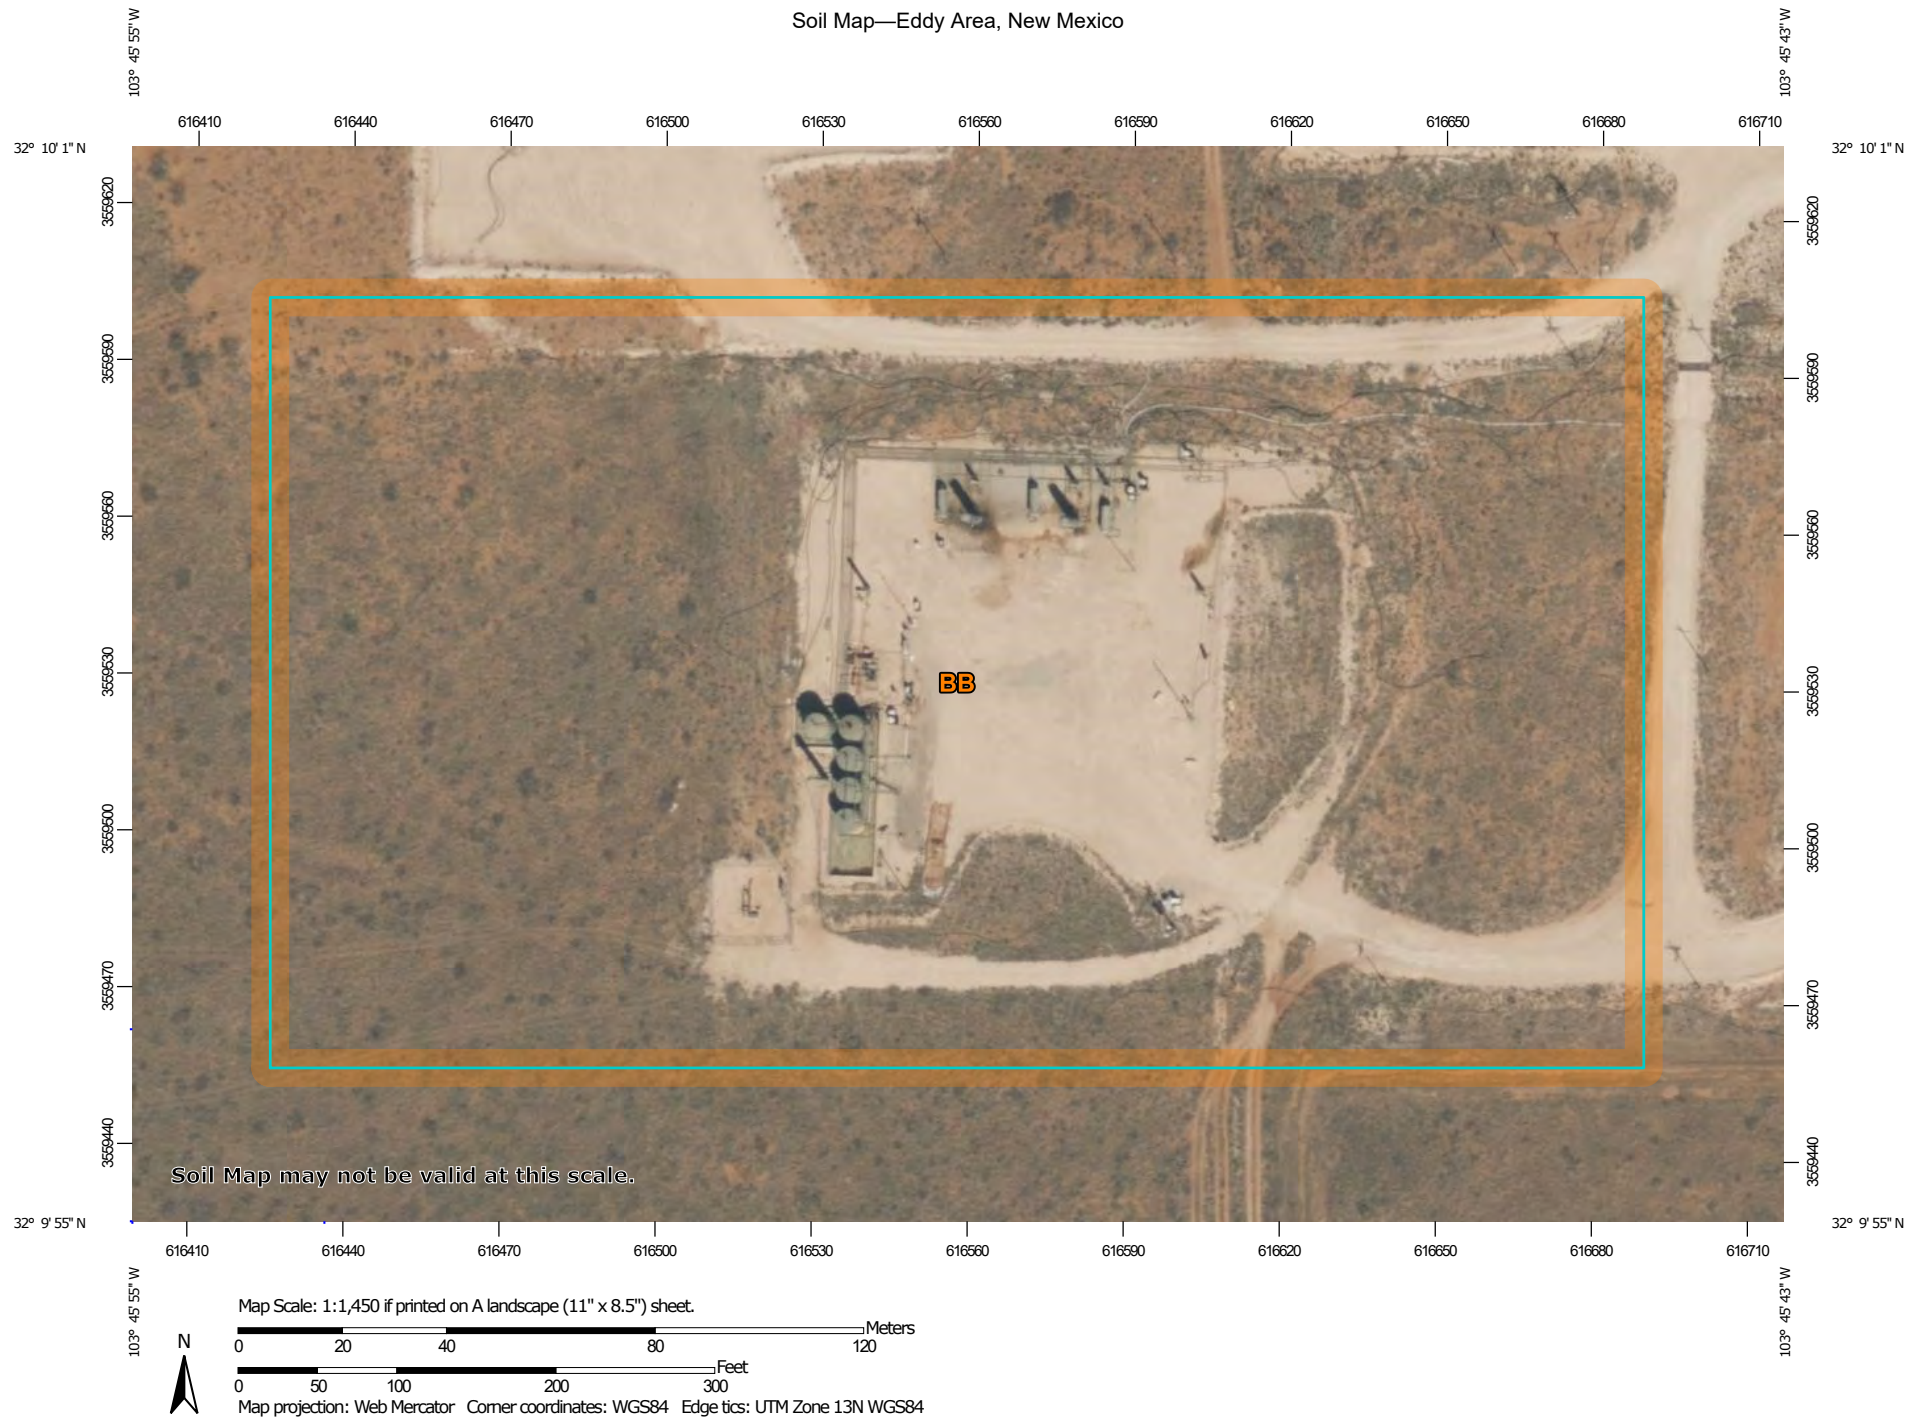 Soil Map—Eddy Area, New Mexico
103° 45' 55" W
103° 45' 43" W
616410 616440 616470 616500 616530 616560 616590 616620 616650 616680 616710
32° 10' 1" N
32° 10' 1" N
3559620
3559620
3559590
3559590
3559560
3559560
3559530
3559530
BB
3559500
3559500
3559470
3559470
3559440
3559440
Soil Map may not be valid at this scale.
32° 9' 55" N
32° 9' 55" N
616410 616440 616470 616500 616530 616560 616590 616620 616650 616680 616710
103° 45' 55" W
103° 45' 43" W
Map Scale: 1:1,450 if printed on A landscape (11" x 8.5") sheet.
N
Meters
0 20 40 80 120
Feet
0 50 100 200 300
Map projection: Web Mercator Corner coordinates: WGS84 Edge tics: UTM Zone 13N WGS84